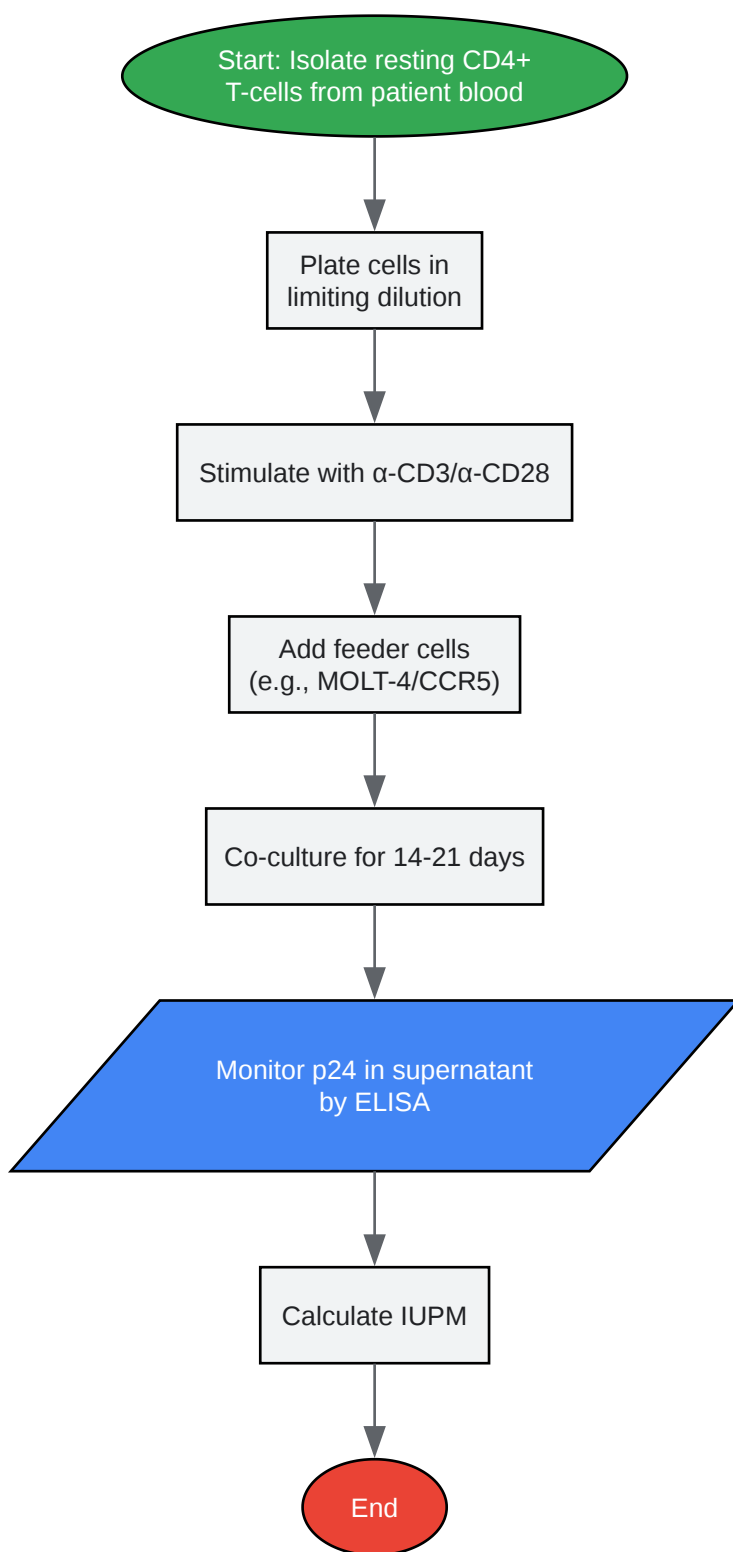 Start: Isolate resting CD4+
T-cells from patient blood
Plate cells in
limiting dilution
Stimulate with α-CD3/α-CD28
Add feeder cells
(e.g., MOLT-4/CCR5)
Co-culture for 14-21 days
Monitor p24 in supernatant
by ELISA
Calculate IUPM
End